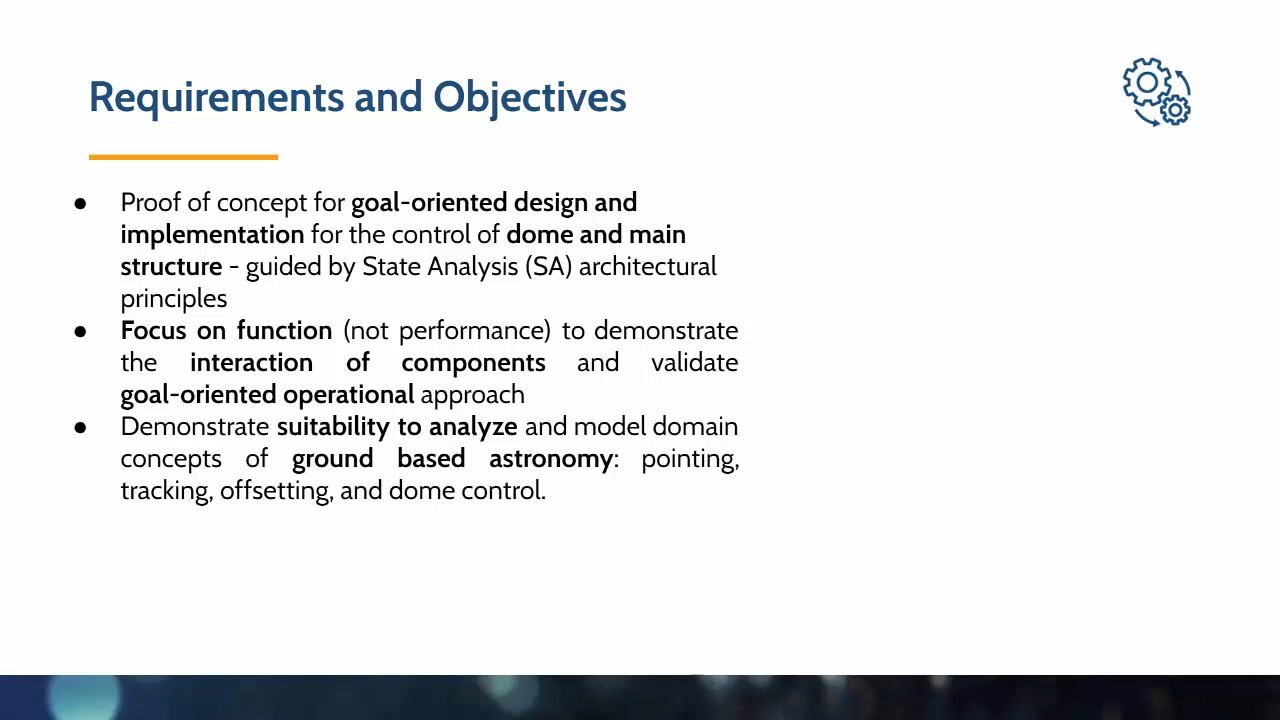 Requirements and Objectives
● Proof of concept for goal-oriented design and
implementation for the control of dome and main
structure - guided by State Analysis (SA) architectural
principles
● Focus on function (not performance) to demonstrate
the interaction of components and validate
goal-oriented operational approach
● Demonstrate suitability to analyze and model domain
concepts of ground based astronomy: pointing,
tracking, offsetting, and dome control.